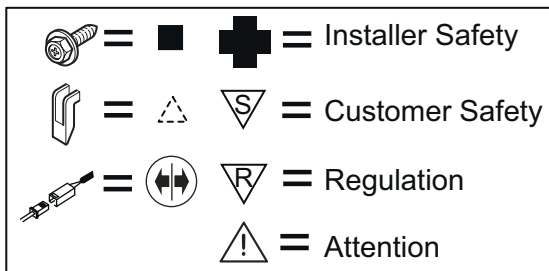 = = Installer Safety
= S = Customer Safety
= R = Regulation
! = Attention